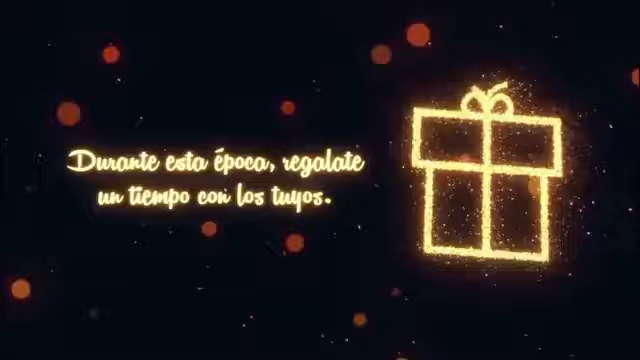 Durante esta época, regalate
un tiempo con los tuyos.